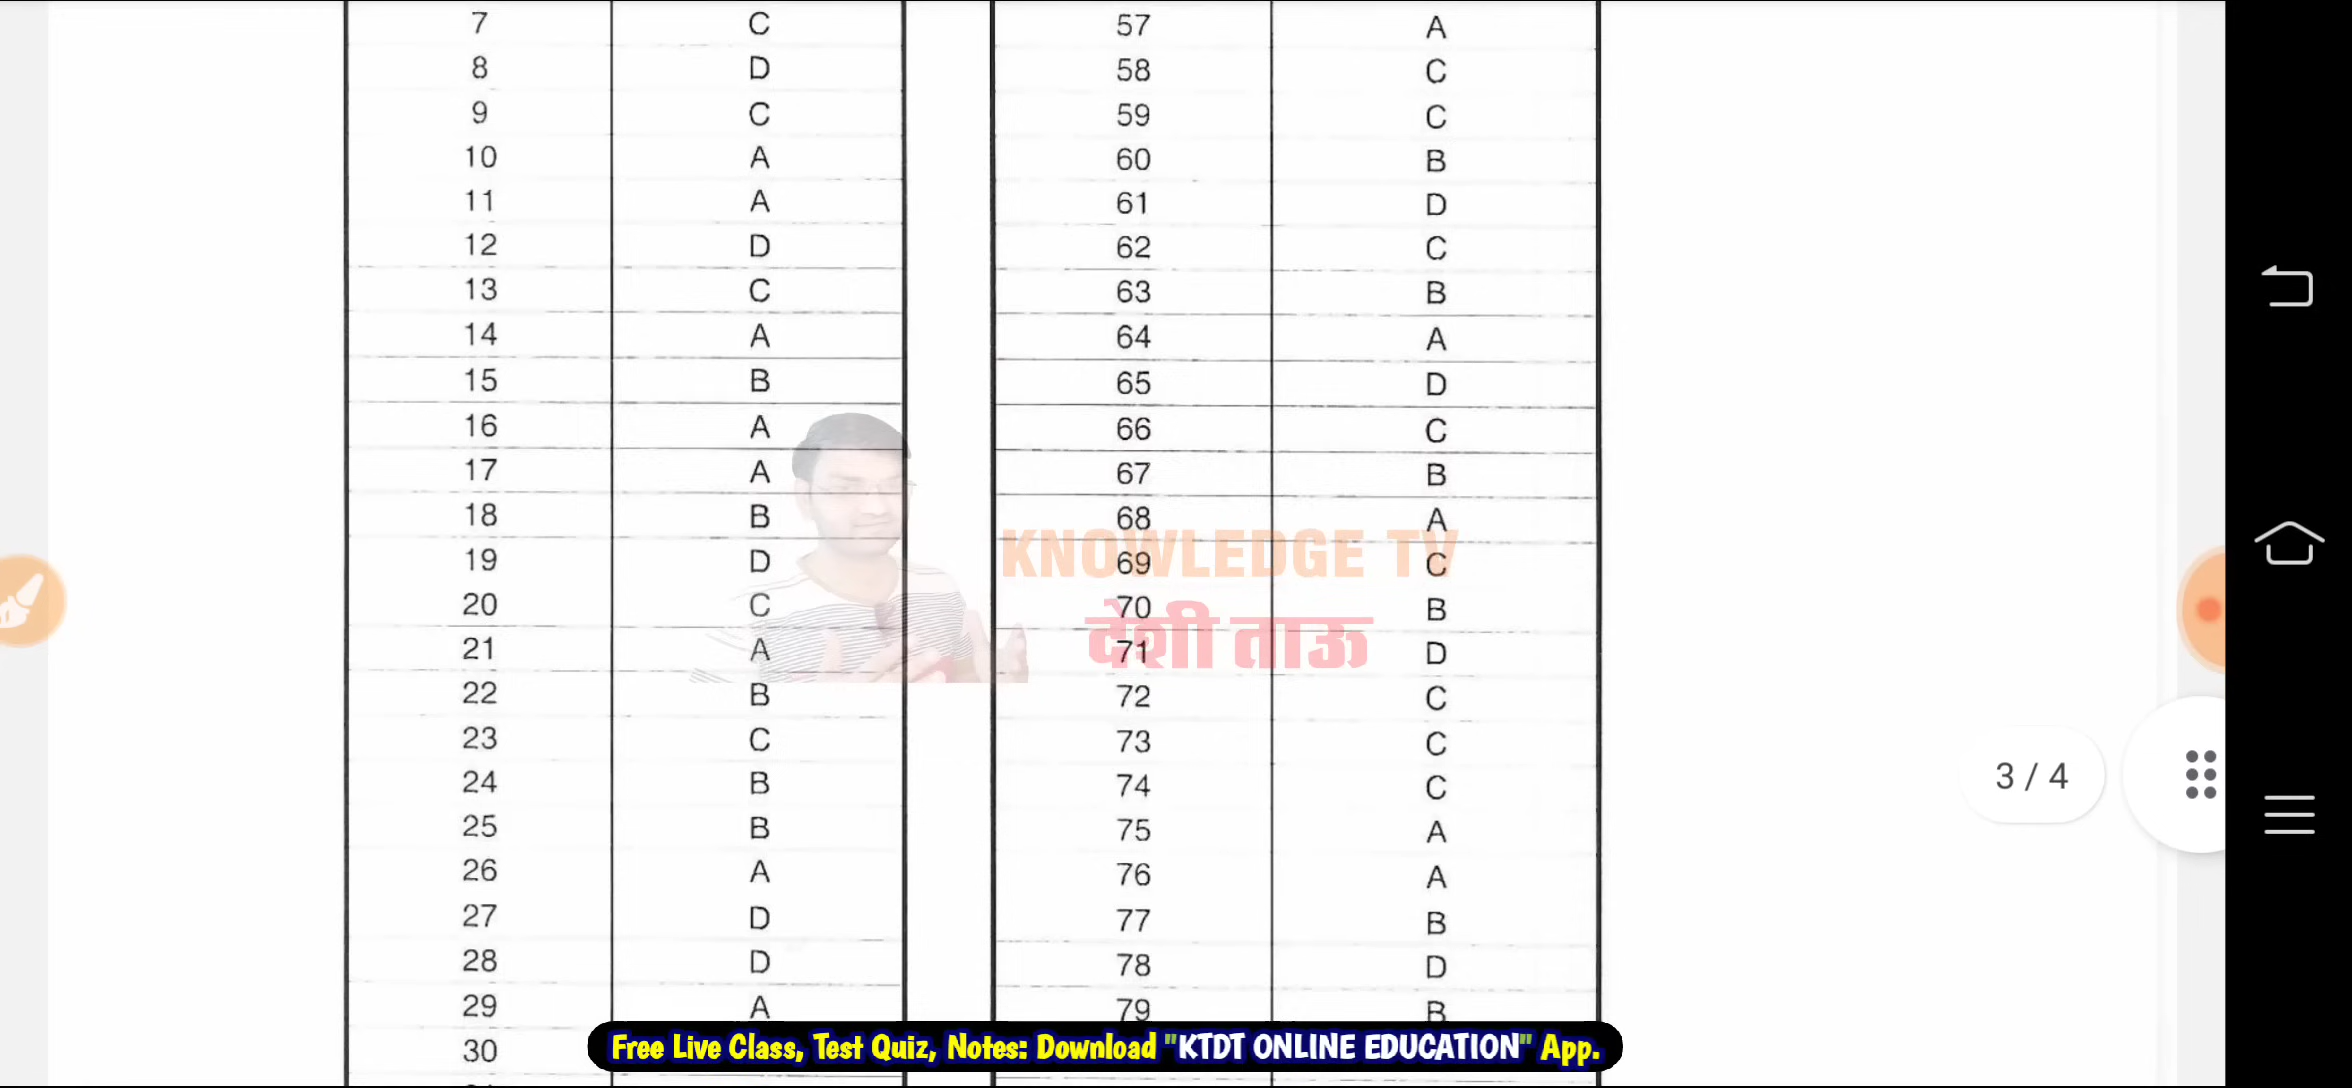 7 C 57 A
8 D 58 C
9 C 59 C
10 A 60 B
11 A 61 D
12 D 62 C
13 C 63 B
14 A 64 A
15 B 65 D
16 A 66 C
17 A 67 B
18 B 68 A
KNOWLEDGE TV
19 D 69 C
20 C 70 B
देशी ताऊ
21 A 71 D
22 B 72 C
23 C 73 C
24 B 74 C
3 / 4
25 B 75 A
26 A 76 A
27 D 77 B
28 D 78 D
29 A 79 B
30
Free Live Class, Test Quiz, Notes: Download "KTDT ONLINE EDUCATION" App.